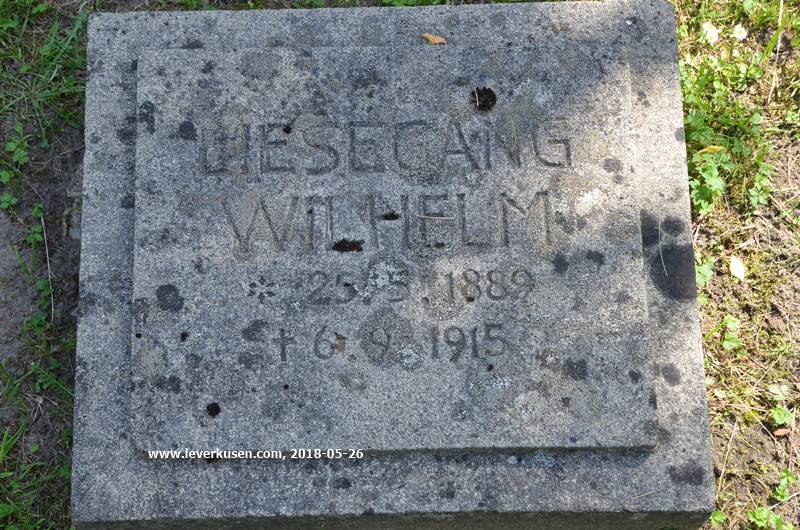 LIESEGANG
WILHELM
* 25.5.1889
† 6.9.1915
www.leverkusen.com, 2018-05-26